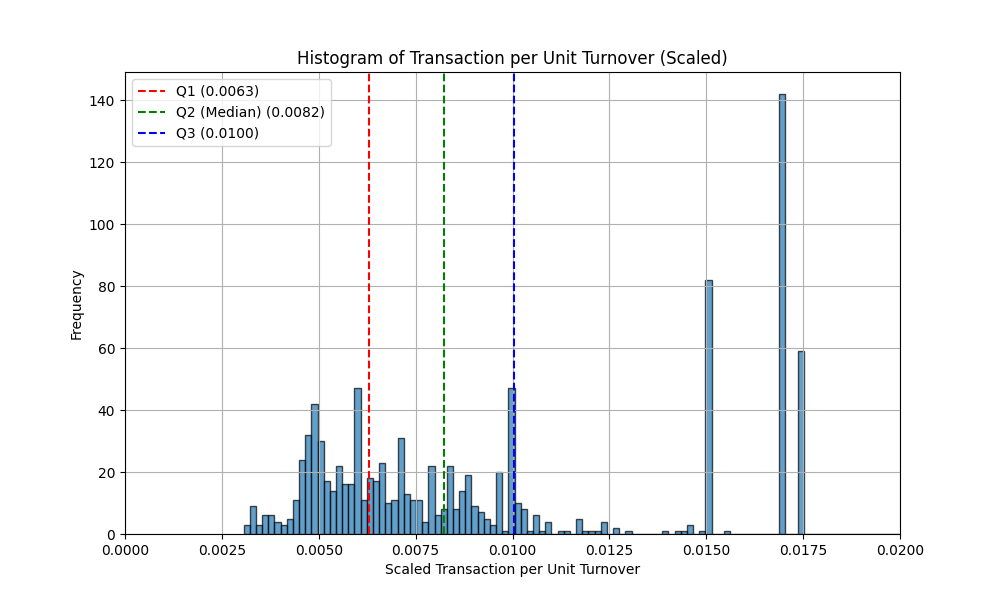 Histogram of Transaction per Unit Turnover (Scaled)
Q1 (0.0063)
Q2 (Median) (0.0082)
Q3 (0.0100)
140
120
100
80
60
40
20
0
Frequency
0.0000 0.0025 0.0050 0.0075 0.0100 0.0125 0.0150 0.0175 0.0200
Scaled Transaction per Unit Turnover